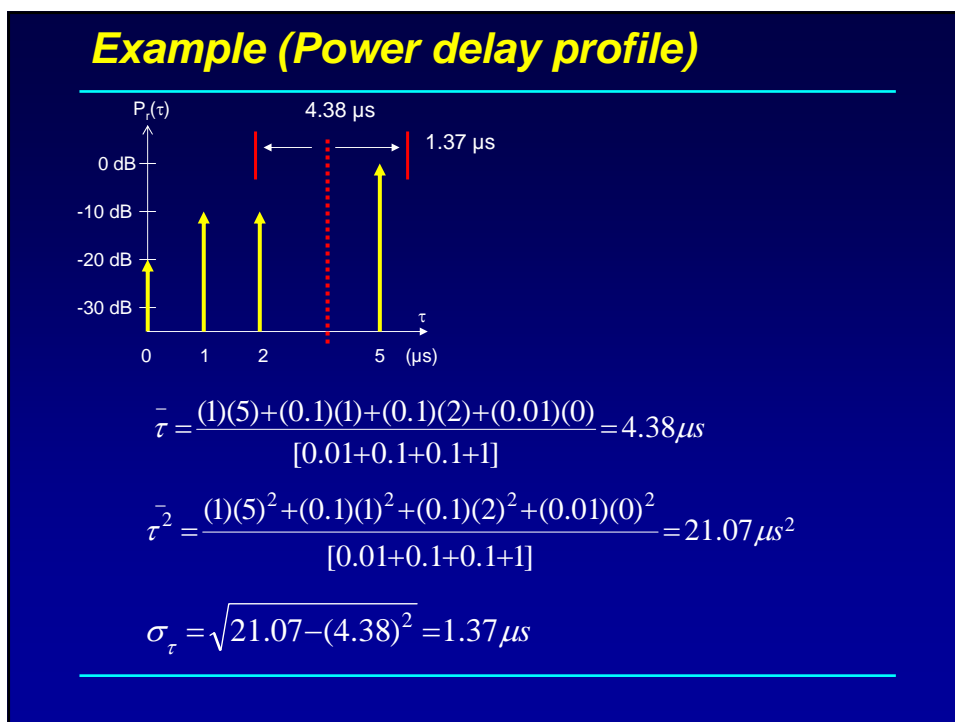 Example (Power delay profile)
Pr(τ)
4.38 μs
1.37 μs
0 dB
-10 dB
-20 dB
-30 dB
τ
0 1 2 5 (μs)
τ̄ = (1)(5)+(0.1)(1)+(0.1)(2)+(0.01)(0) / [0.01+0.1+0.1+1] = 4.38μs
τ̄² = (1)(5)²+(0.1)(1)²+(0.1)(2)²+(0.01)(0)² / [0.01+0.1+0.1+1] = 21.07μs²
σ_τ = √21.07−(4.38)² = 1.37μs